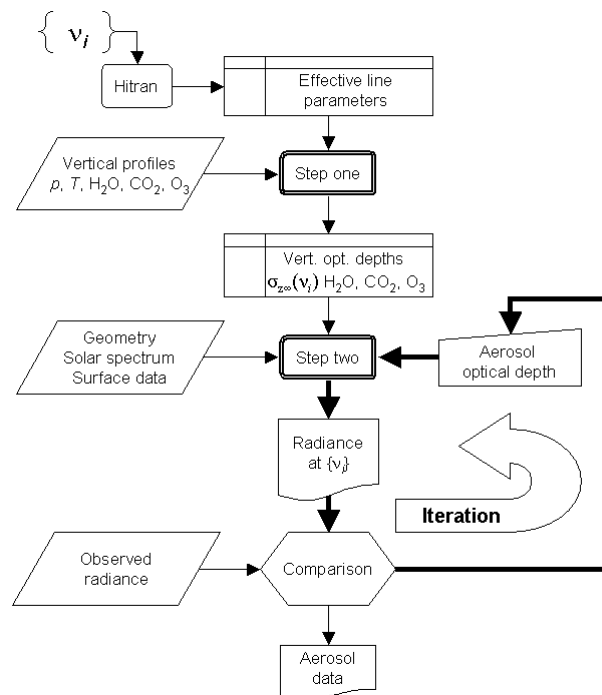 { νi }
Hitran
Effective line
parameters
Vertical profiles
p, T, H2O, CO2, O3
Step one
Vert. opt. depths
σz∞(νi) H2O, CO2, O3
Geometry
Solar spectrum
Surface data
Step two
Aerosol
optical depth
Radiance
at {νi}
Iteration
Observed
radiance
Comparison
Aerosol
data